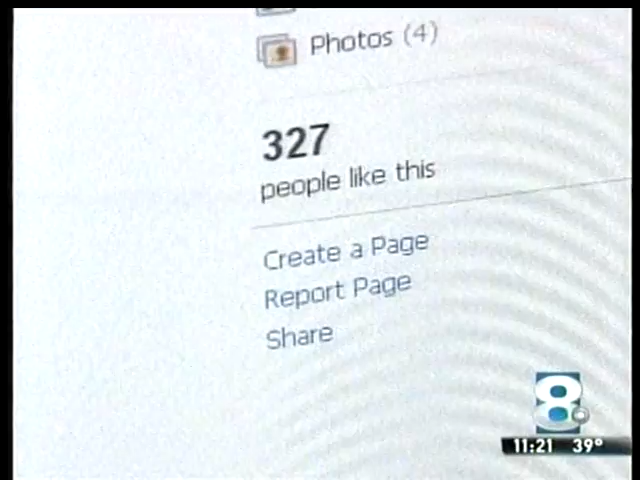 Photos (4)
327
people like this
Create a Page
Report Page
Share
8
11:21 39°